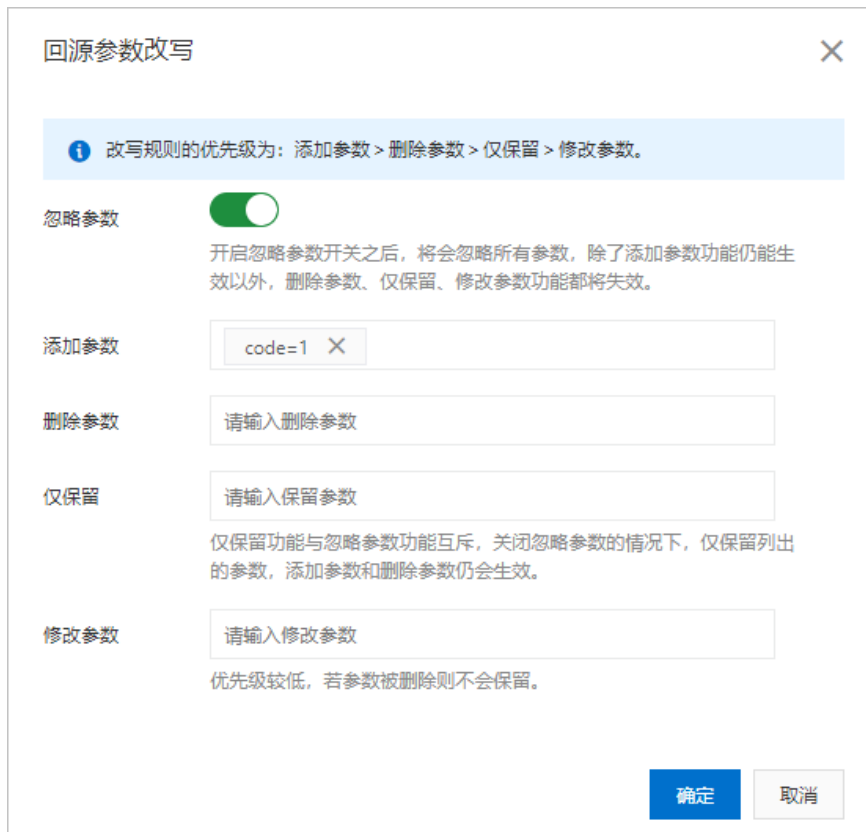 回源参数改写
改写规则的优先级为：添加参数 > 删除参数 > 仅保留 > 修改参数。
忽略参数
开启忽略参数开关之后，将会忽略所有参数，除了添加参数功能仍能生
效以外，删除参数、仅保留、修改参数功能都将失效。
添加参数
code=1
删除参数
请输入删除参数
仅保留
请输入保留参数
仅保留功能与忽略参数功能互斥，关闭忽略参数的情况下，仅保留列出
的参数，添加参数和删除参数仍会生效。
修改参数
请输入修改参数
优先级较低，若参数被删除则不会保留。
确定
取消